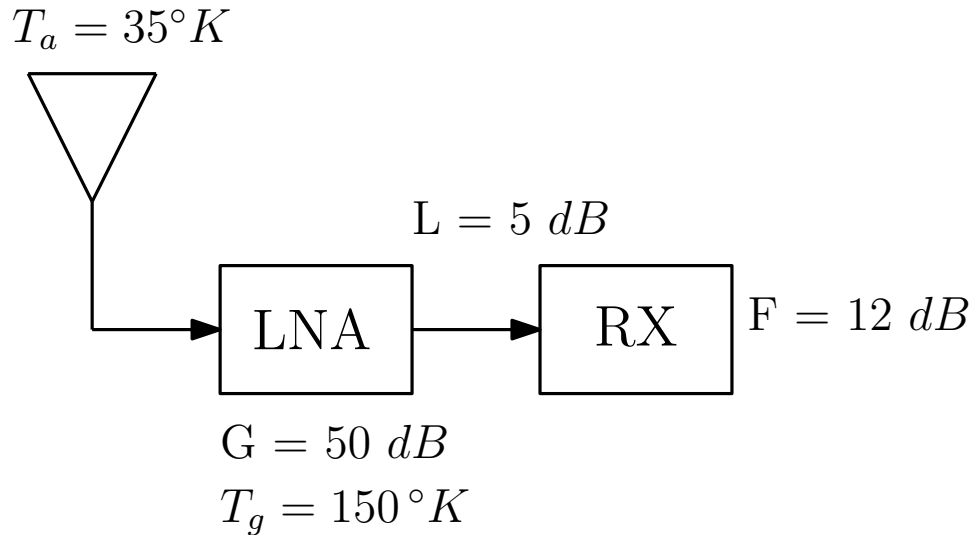 T_a = 35°K
L = 5 dB
LNA
RX
F = 12 dB
G = 50 dB
T_g = 150°K